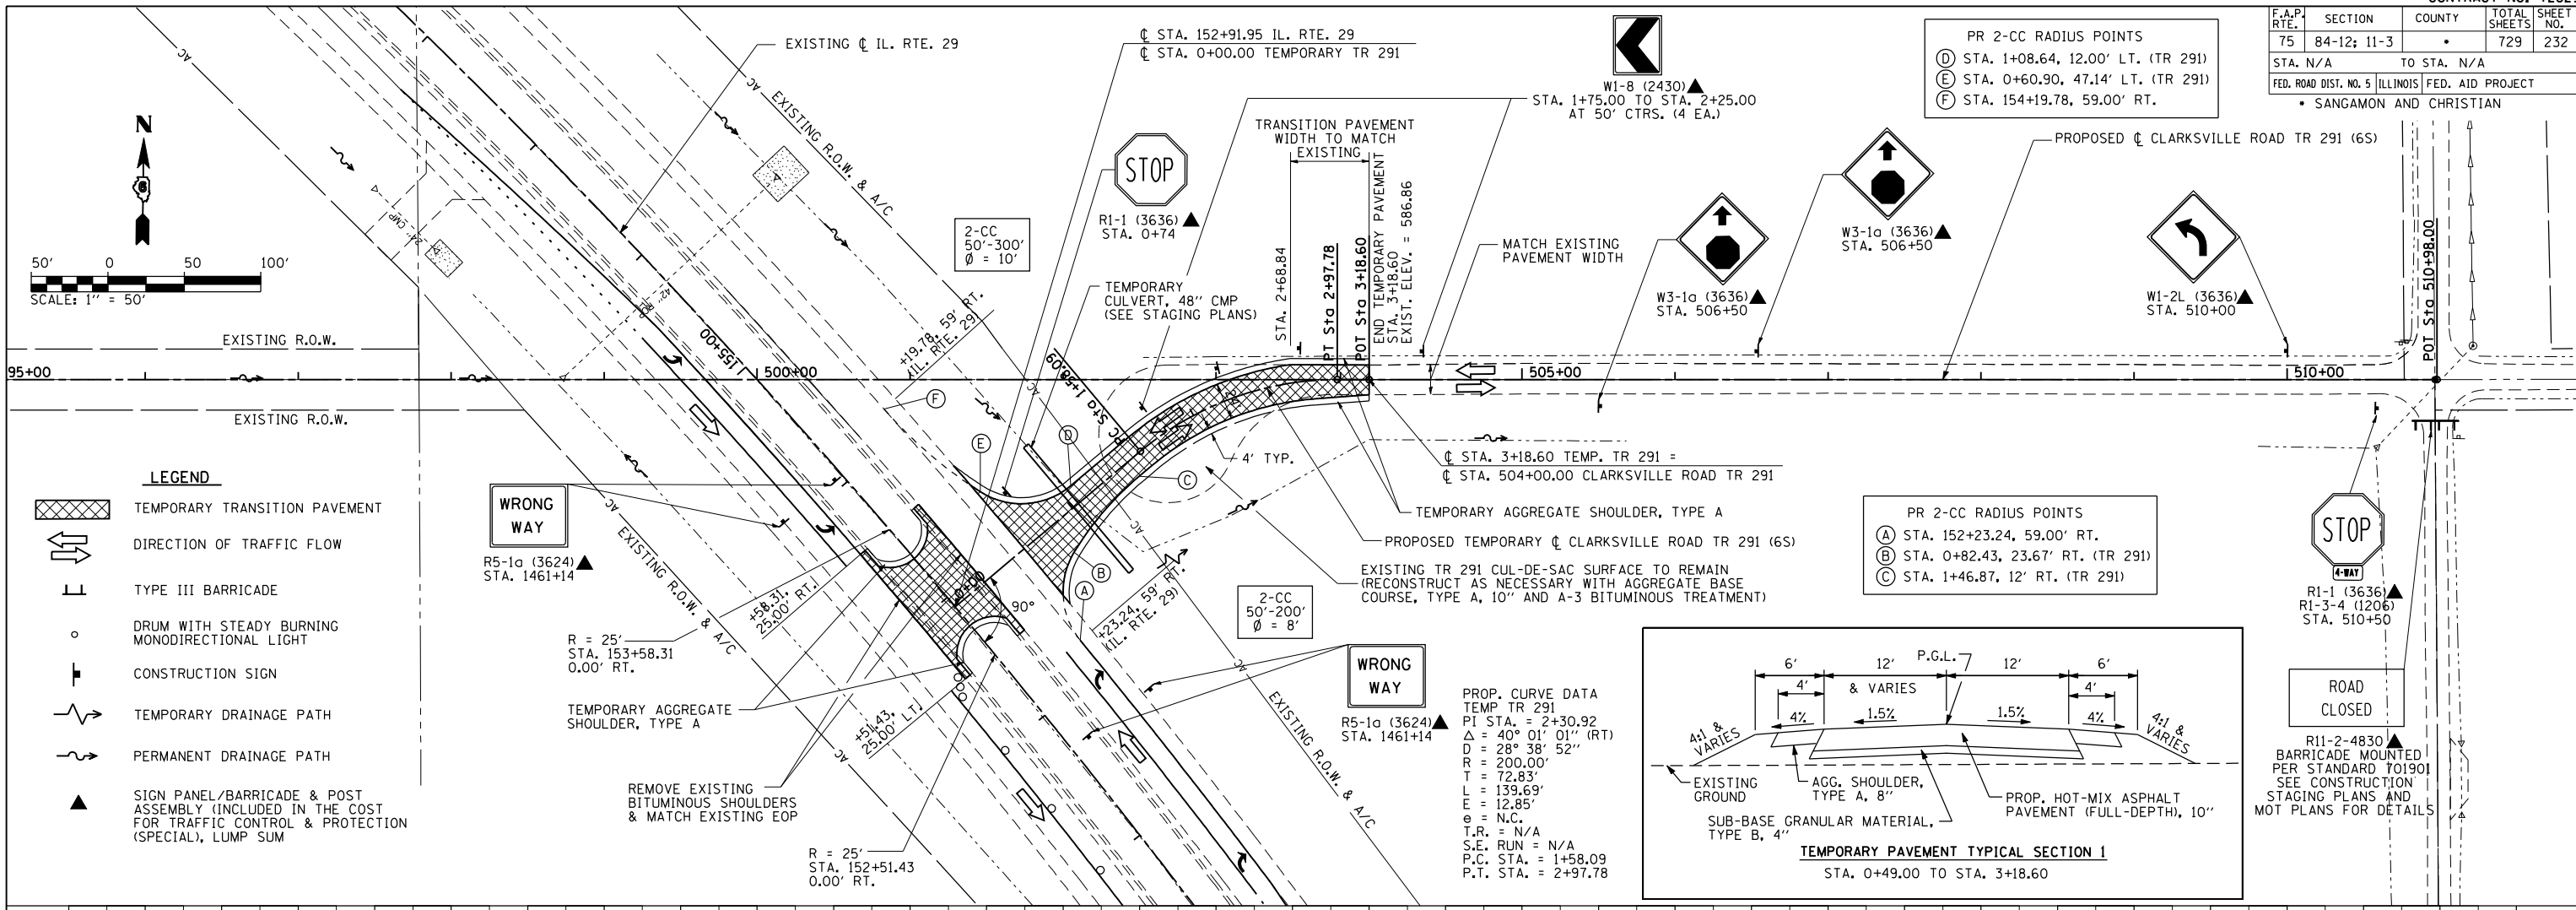 F.A.P. RTE. SECTION COUNTY TOTAL SHEETS SHEET NO.
75 84-12; 11-3 • 729 232
STA. N/A TO STA. N/A
FED. ROAD DIST. NO. 5 ILLINOIS FED. AID PROJECT
• SANGAMON AND CHRISTIAN
EXISTING ℄ IL. RTE. 29
℄ STA. 152+91.95 IL. RTE. 29
℄ STA. 0+00.00 TEMPORARY TR 291
W1-8 (2430)▲
STA. 1+75.00 TO STA. 2+25.00
AT 50' CTRS. (4 EA.)
PR 2-CC RADIUS POINTS
D STA. 1+08.64, 12.00' LT. (TR 291)
E STA. 0+60.90, 47.14' LT. (TR 291)
F STA. 154+19.78, 59.00' RT.
TRANSITION PAVEMENT
WIDTH TO MATCH
EXISTING
STOP
R1-1 (3636)▲
STA. 0+74
PROPOSED ℄ CLARKSVILLE ROAD TR 291 (6S)
N
6
50' 0 50 100'
SCALE: 1" = 50'
AC
AC
EXISTING R.O.W. & A/C
24" CMP
42"
2-CC
50'-300'
Ø = 10'
TEMPORARY
CULVERT, 48" CMP
(SEE STAGING PLANS)
STA. 2+68.84
PT Sta 2+97.78
POT Sta 3+18.60
END TEMPORARY PAVEMENT
STA. 3+18.60
EXIST. ELEV. = 586.86
MATCH EXISTING
PAVEMENT WIDTH
W3-1a (3636)▲
STA. 506+50
W3-1a (3636)▲
STA. 506+50
W1-2L (3636)▲
STA. 510+00
POT Sta 510+98.00
EXISTING R.O.W.
95+00
155+00
500+00
505+00
510+00
EXISTING R.O.W.
+19.78, 59' RT.
(IL. RTE. 29)
PC Sta 1+58.09
AC
F
E
D
4' TYP.
C
B
A
℄ STA. 3+18.60 TEMP. TR 291 =
℄ STA. 504+00.00 CLARKSVILLE ROAD TR 291
TEMPORARY AGGREGATE SHOULDER, TYPE A
PROPOSED TEMPORARY ℄ CLARKSVILLE ROAD TR 291 (6S)
EXISTING TR 291 CUL-DE-SAC SURFACE TO REMAIN
(RECONSTRUCT AS NECESSARY WITH AGGREGATE BASE
COURSE, TYPE A, 10" AND A-3 BITUMINOUS TREATMENT)
PR 2-CC RADIUS POINTS
A STA. 152+23.24, 59.00' RT.
B STA. 0+82.43, 23.67' RT. (TR 291)
C STA. 1+46.87, 12' RT. (TR 291)
STOP
4-WAY
R1-1 (3636)▲
R1-3-4 (1206)
STA. 510+50
LEGEND
TEMPORARY TRANSITION PAVEMENT
DIRECTION OF TRAFFIC FLOW
TYPE III BARRICADE
DRUM WITH STEADY BURNING
MONODIRECTIONAL LIGHT
CONSTRUCTION SIGN
TEMPORARY DRAINAGE PATH
PERMANENT DRAINAGE PATH
▲ SIGN PANEL/BARRICADE & POST
ASSEMBLY (INCLUDED IN THE COST
FOR TRAFFIC CONTROL & PROTECTION
(SPECIAL), LUMP SUM
WRONG
WAY
R5-1a (3624)▲
STA. 1461+14
AC
EXISTING R.O.W. & A/C
AC
AC
+58.31,
25.00' RT.
R = 25'
STA. 153+58.31
0.00' RT.
TEMPORARY AGGREGATE
SHOULDER, TYPE A
+51.43,
25.00' LT.
REMOVE EXISTING
BITUMINOUS SHOULDERS
& MATCH EXISTING EOP
R = 25'
STA. 152+51.43
0.00' RT.
90°
+23.24, 59' RT.
(IL. RTE. 29)
AC
AC
2-CC
50'-200'
Ø = 8'
WRONG
WAY
R5-1a (3624)▲
STA. 1461+14
EXISTING R.O.W. & A/C
PROP. CURVE DATA
TEMP TR 291
PI STA. = 2+30.92
Δ = 40° 01' 01" (RT)
D = 28° 38' 52"
R = 200.00'
T = 72.83'
L = 139.69'
E = 12.85'
e = N.C.
T.R. = N/A
S.E. RUN = N/A
P.C. STA. = 1+58.09
P.T. STA. = 2+97.78
6' 12' P.G.L. 12' 6'
4' & VARIES 4'
4:1 & VARIES 4% 1.5% 1.5% 4% 4:1 & VARIES
EXISTING
GROUND
AGG. SHOULDER,
TYPE A, 8"
PROP. HOT-MIX ASPHALT
PAVEMENT (FULL-DEPTH), 10"
SUB-BASE GRANULAR MATERIAL,
TYPE B, 4"
TEMPORARY PAVEMENT TYPICAL SECTION 1
STA. 0+49.00 TO STA. 3+18.60
ROAD
CLOSED
R11-2-4830▲
BARRICADE MOUNTED
PER STANDARD 701901
SEE CONSTRUCTION
STAGING PLANS AND
MOT PLANS FOR DETAILS